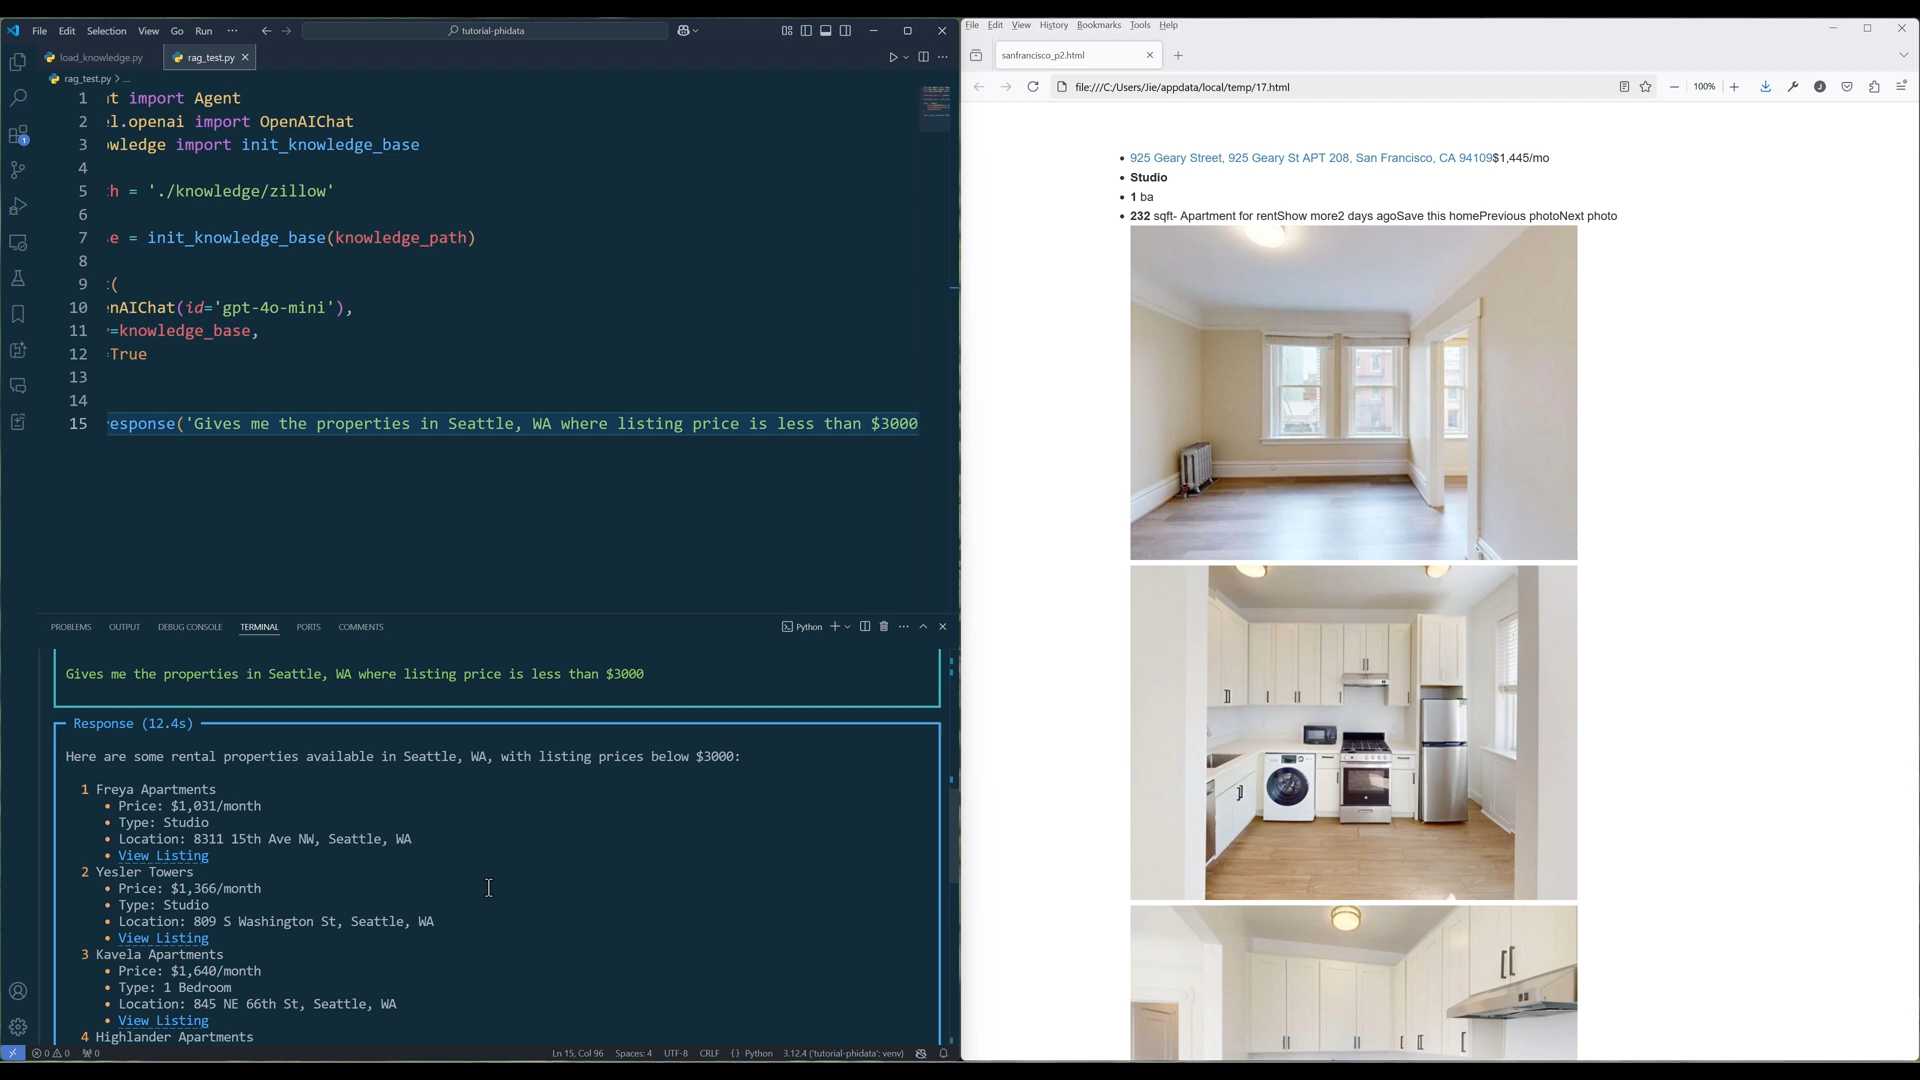 File Edit Selection View Go Run ··· tutorial-phidata
load_knowledge.py rag_test.py
rag_test.py > ...
1 t import Agent
2 l.openai import OpenAIChat
3 wledge import init_knowledge_base
4
5 h = './knowledge/zillow'
6
7 e = init_knowledge_base(knowledge_path)
8
9 (
10 nAIChat(id='gpt-4o-mini'),
11 =knowledge_base,
12 =True
13
14
15 esponse('Gives me the properties in Seattle, WA where listing price is less than $3000
1
PROBLEMS OUTPUT DEBUG CONSOLE TERMINAL PORTS COMMENTS Python
Gives me the properties in Seattle, WA where listing price is less than $3000
Response (12.4s)
Here are some rental properties available in Seattle, WA, with listing prices below $3000:
1 Freya Apartments
• Price: $1,031/month
• Type: Studio
• Location: 8311 15th Ave NW, Seattle, WA
• View Listing
2 Yesler Towers
• Price: $1,366/month
• Type: Studio
• Location: 809 S Washington St, Seattle, WA
• View Listing
3 Kavela Apartments
• Price: $1,640/month
• Type: 1 Bedroom
• Location: 845 NE 66th St, Seattle, WA
• View Listing
4 Highlander Apartments
0 0 0 Ln 15, Col 96 Spaces: 4 UTF-8 CRLF {} Python 3.12.4 ('tutorial-phidata': venv)
File Edit View History Bookmarks Tools Help
sanfrancisco_p2.html
file:///C:/Users/Jie/appdata/local/temp/17.html 100% J
• 925 Geary Street, 925 Geary St APT 208, San Francisco, CA 94109$1,445/mo
• Studio
• 1 ba
• 232 sqft- Apartment for rentShow more2 days agoSave this homePrevious photoNext photo